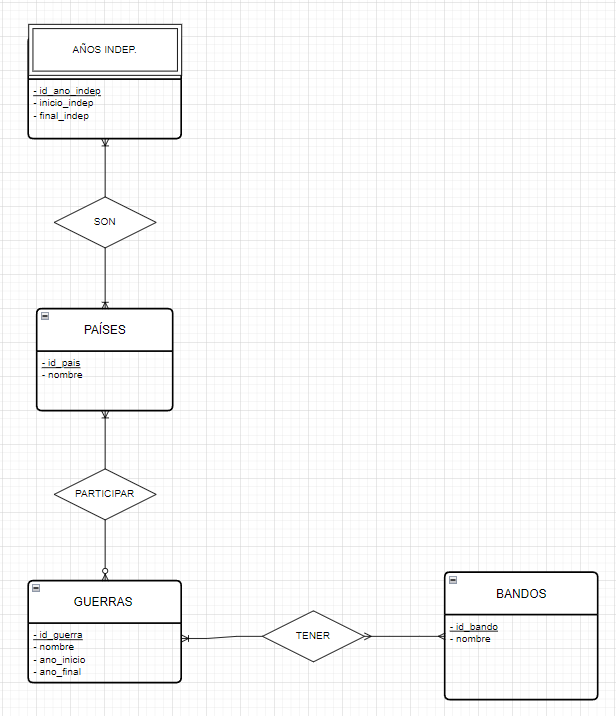 AÑOS INDEP.
- id_ano_indep
- inicio_indep
- final_indep
SON
PAÍSES
- id_pais
- nombre
PARTICIPAR
GUERRAS
- id_guerra
- nombre
- ano_inicio
- ano_final
TENER
BANDOS
- id_bando
- nombre